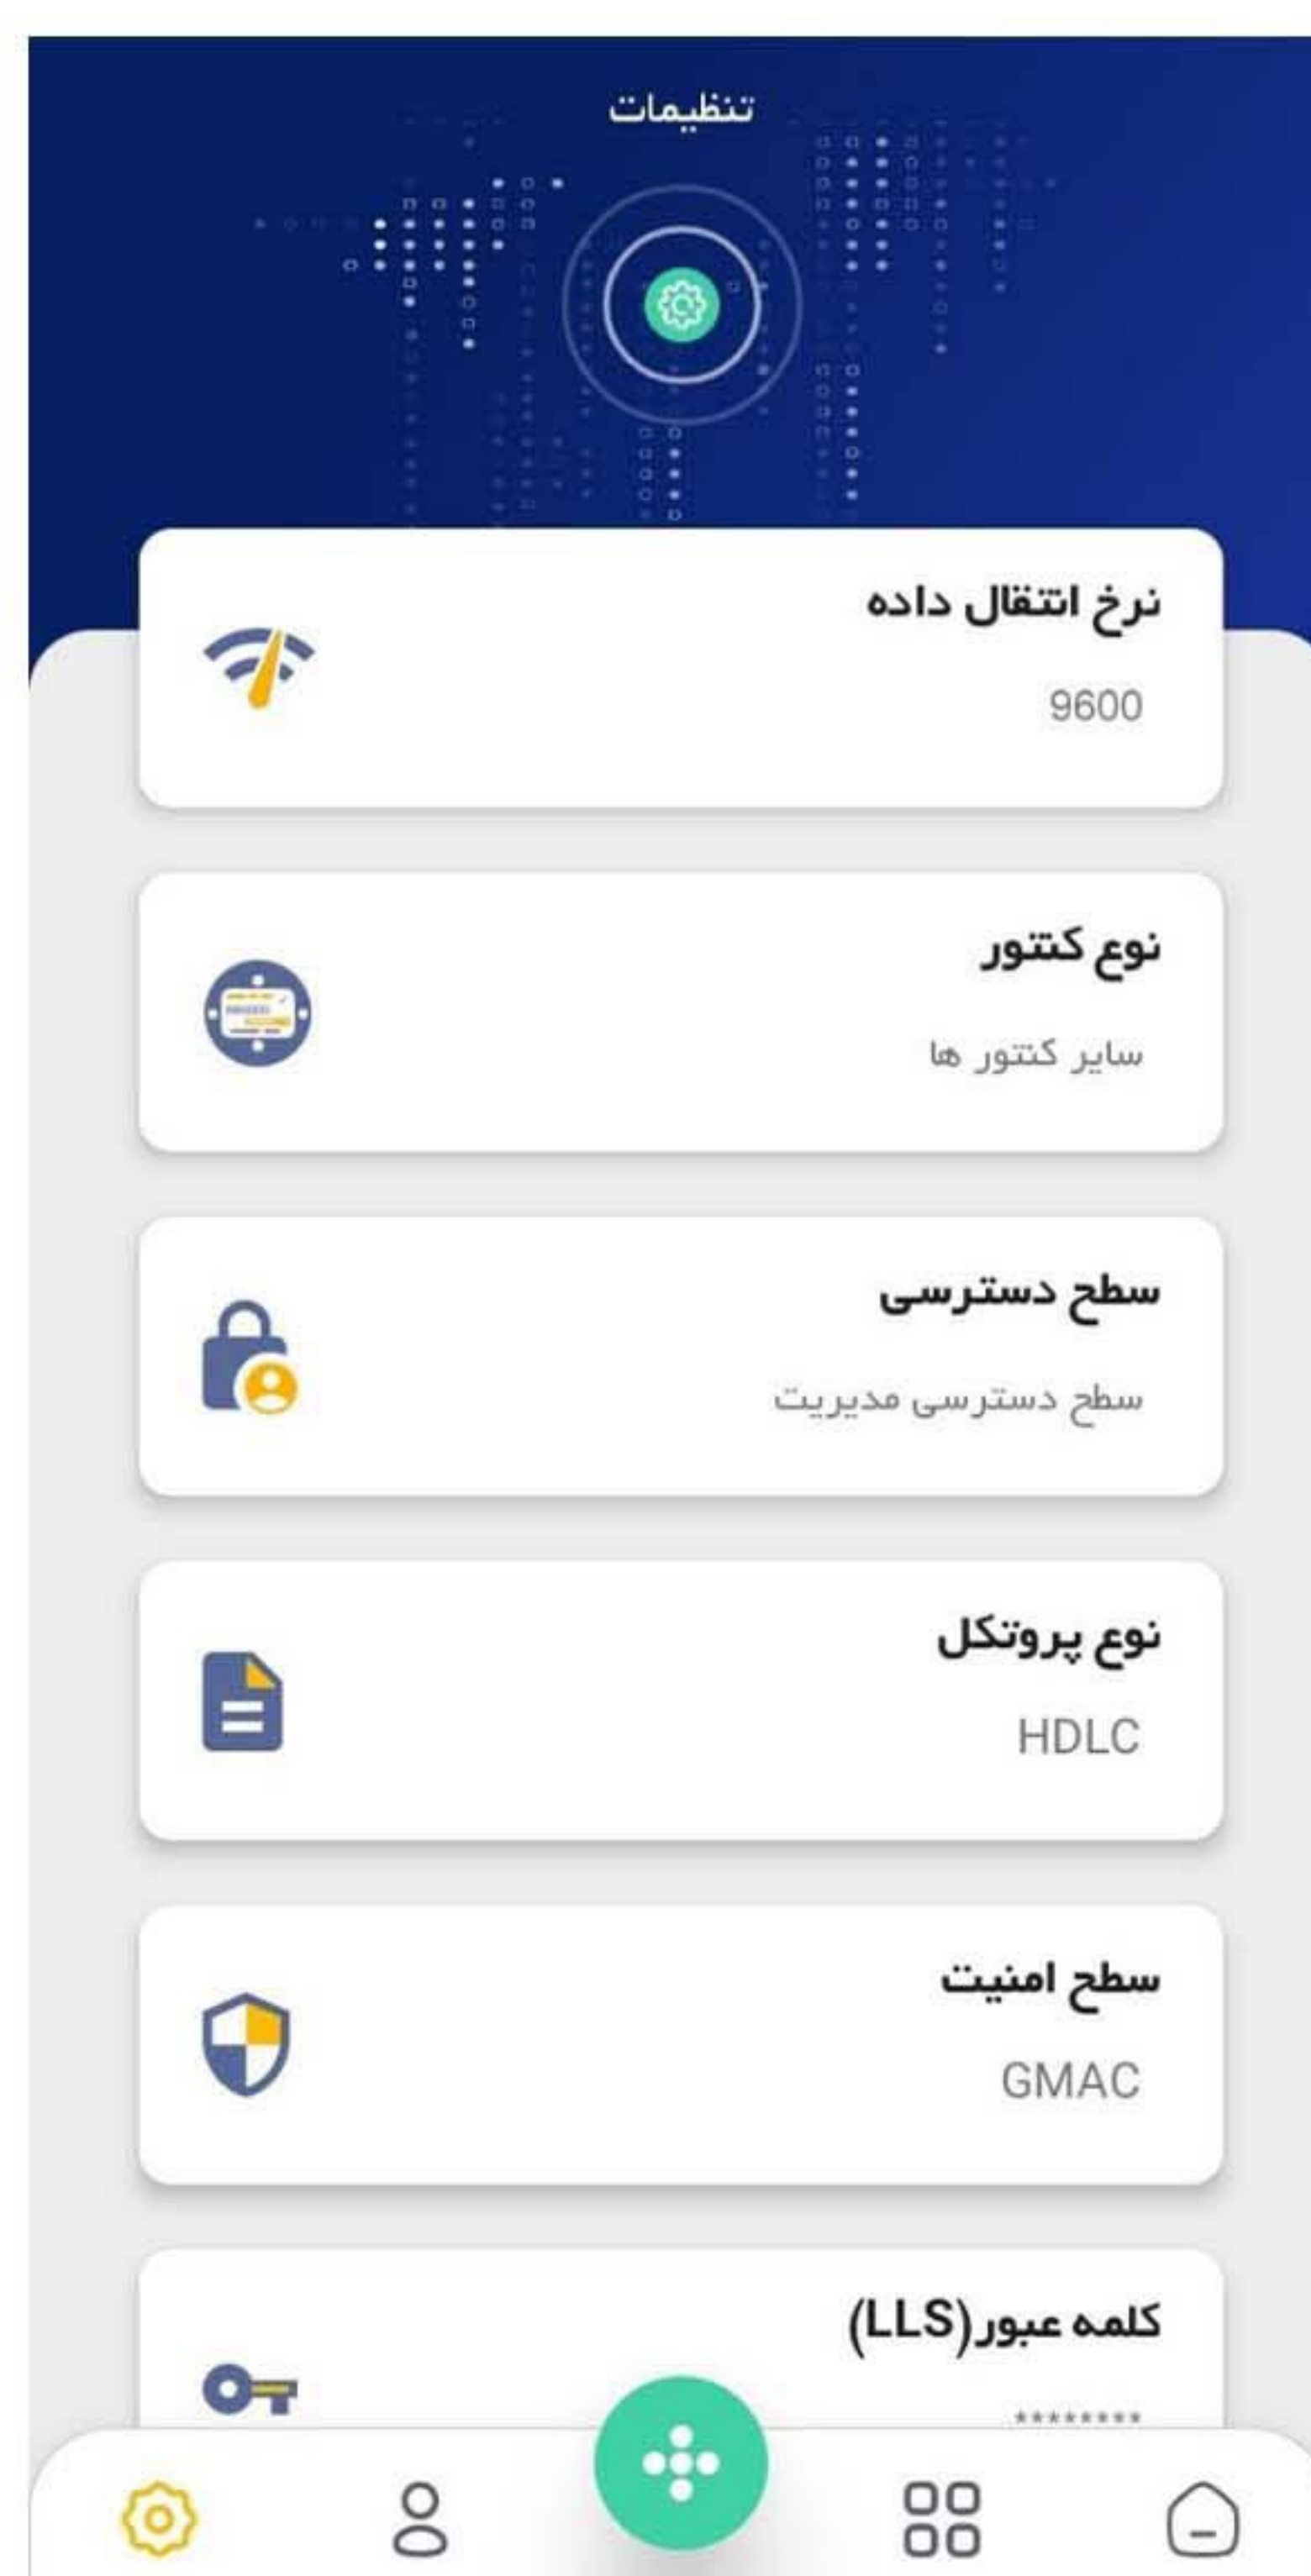 تنظیمات
نرخ انتقال داده
9600
نوع کنتور
سایر کنتور ها
سطح دسترسی
سطح دسترسی مدیریت
نوع پروتکل
HDLC
سطح امنیت
GMAC
کلمه عبور(LLS)
********